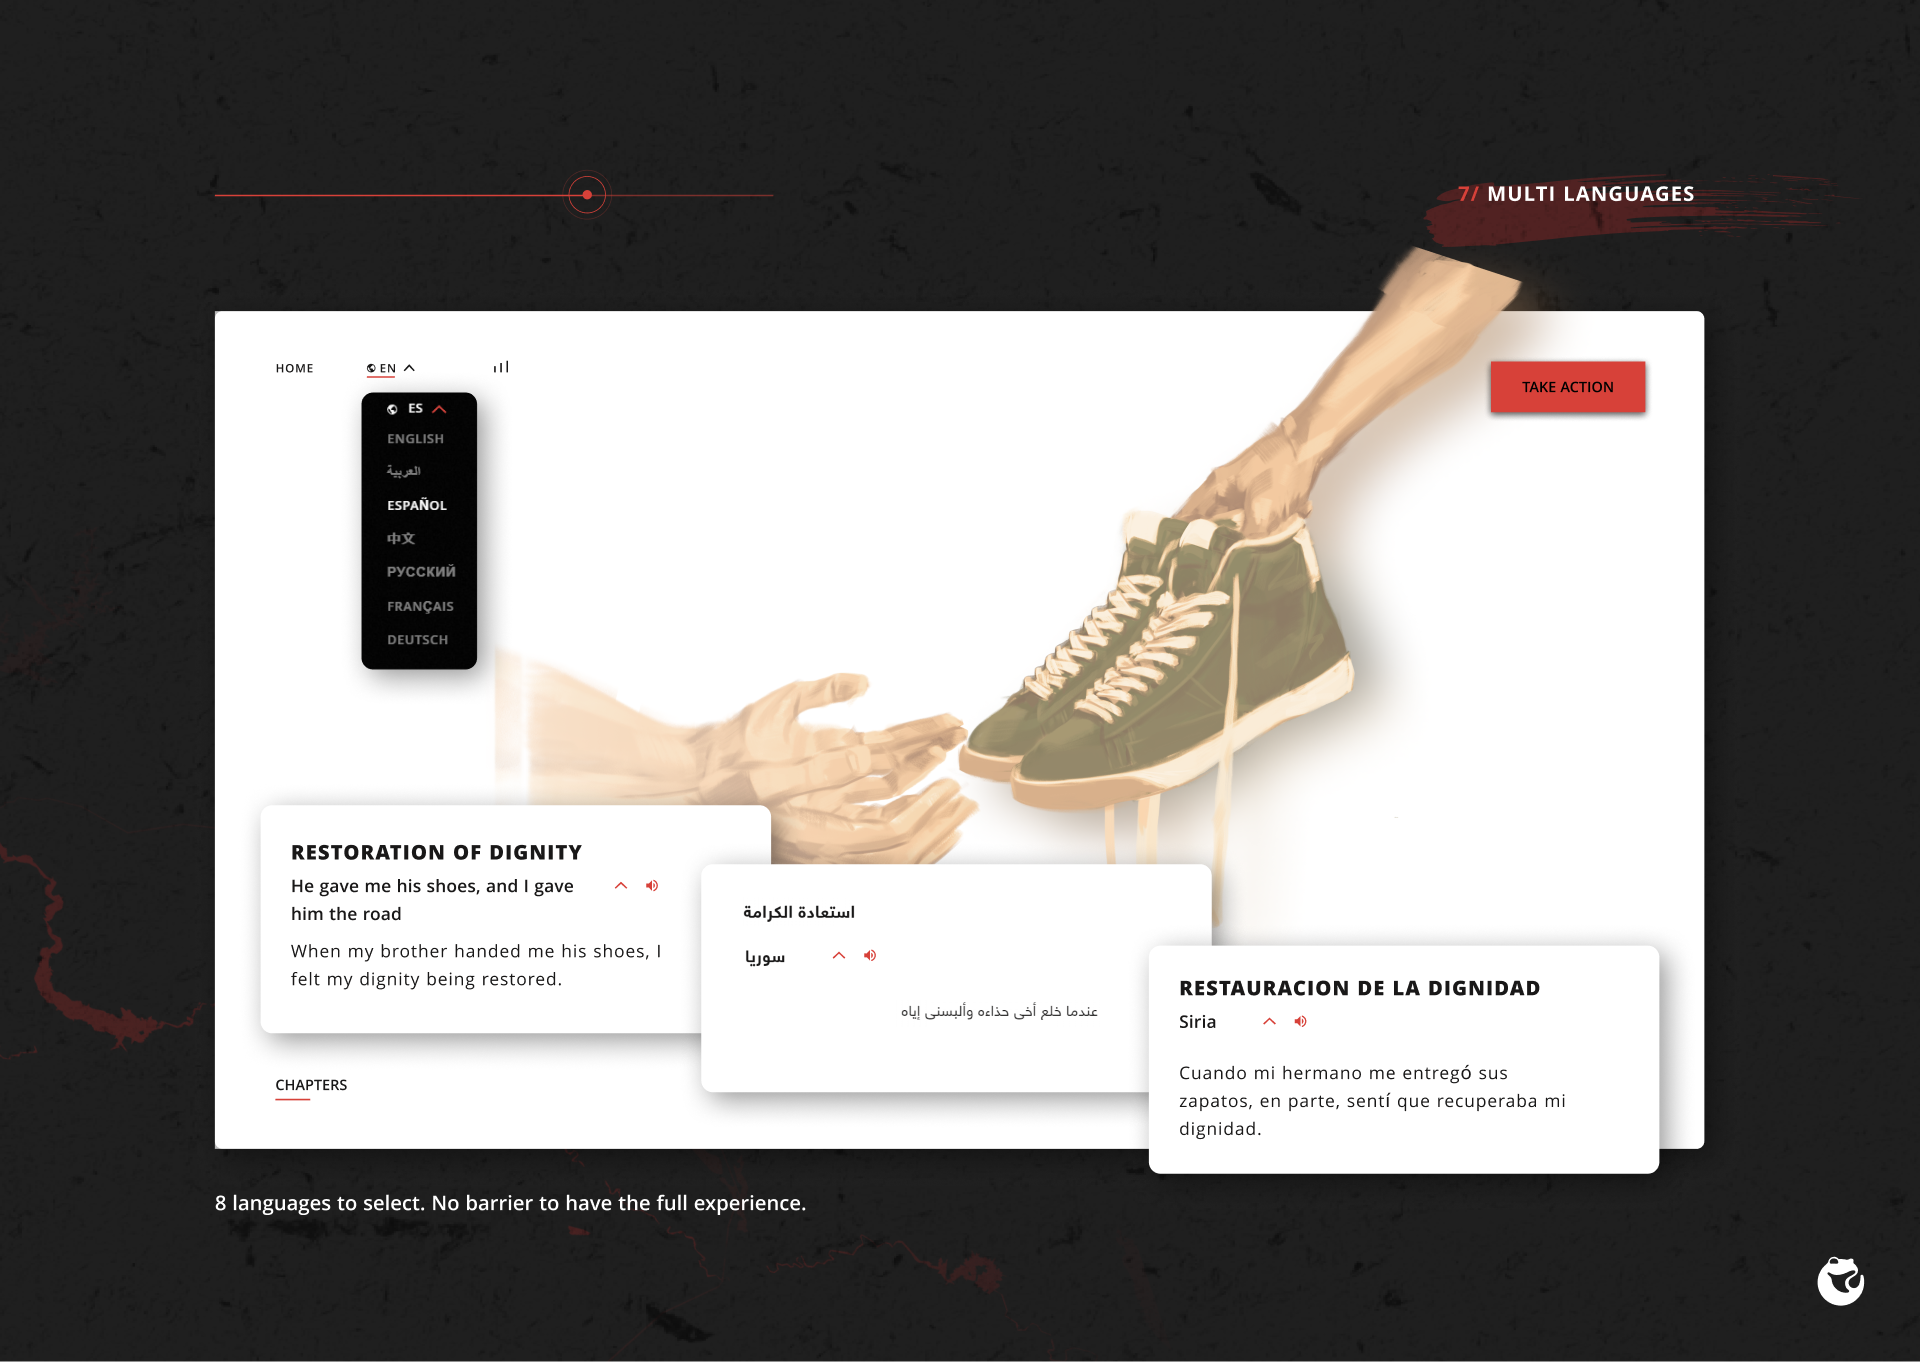 7/ MULTI LANGUAGES
HOME
EN
TAKE ACTION
ES
ENGLISH
العربية
ESPAÑOL
中文
РУССКИЙ
FRANÇAIS
DEUTSCH
RESTORATION OF DIGNITY
He gave me his shoes, and I gave
him the road
When my brother handed me his shoes, I
felt my dignity being restored.
استعادة الكرامة
سوريا
عندما خلع أخى حذاءه وألبسنى إياه
RESTAURACION DE LA DIGNIDAD
Siria
Cuando mi hermano me entregó sus
zapatos, en parte, sentí que recuperaba mi
dignidad.
CHAPTERS
8 languages to select. No barrier to have the full experience.